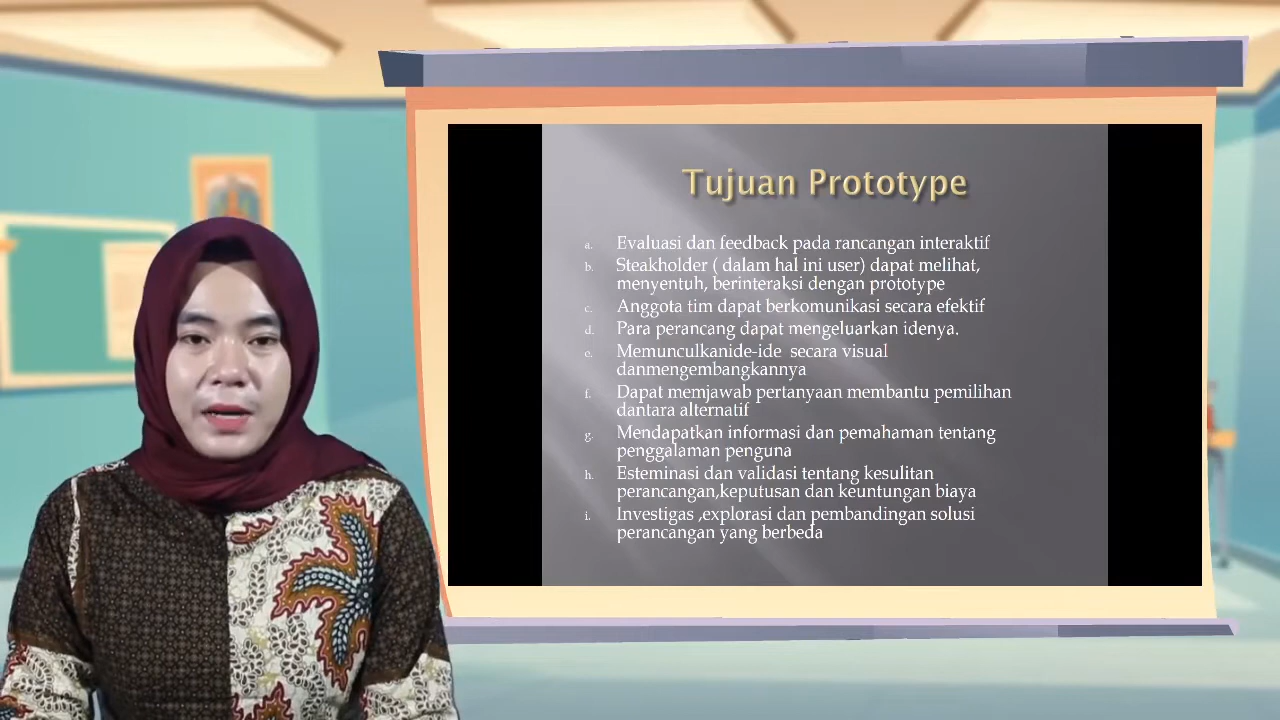 Tujuan Prototype
a. Evaluasi dan feedback pada rancangan interaktif
b. Steakholder ( dalam hal ini user) dapat melihat,
menyentuh, berinteraksi dengan prototype
c. Anggota tim dapat berkomunikasi secara efektif
d. Para perancang dapat mengeluarkan idenya.
e. Memunculkanide-ide secara visual
danmengembangkannya
f. Dapat memjawab pertanyaan membantu pemilihan
dantara alternatif
g. Mendapatkan informasi dan pemahaman tentang
penggalaman penguna
h. Esteminasi dan validasi tentang kesulitan
perancangan,keputusan dan keuntungan biaya
i. Investigas ,explorasi dan pembandingan solusi
perancangan yang berbeda